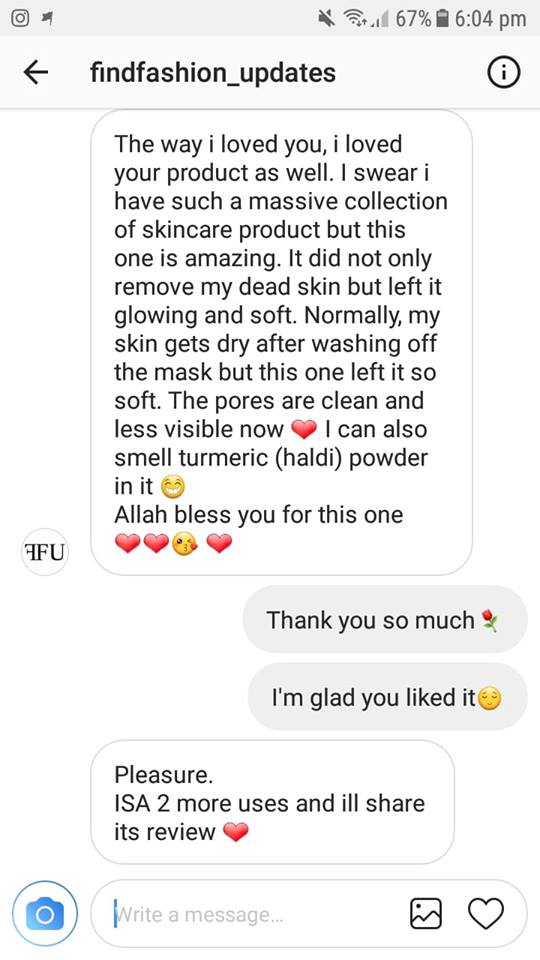 67% 6:04 pm
findfashion_updates
The way i loved you, i loved
your product as well. I swear i
have such a massive collection
of skincare product but this
one is amazing. It did not only
remove my dead skin but left it
glowing and soft. Normally, my
skin gets dry after washing off
the mask but this one left it so
soft. The pores are clean and
less visible now ❤️ I can also
smell turmeric (haldi) powder
in it 😁
Allah bless you for this one
❤️❤️😘 ❤️
FFU
Thank you so much🌹
I'm glad you liked it😌
Pleasure.
ISA 2 more uses and ill share
its review ❤️
Write a message...